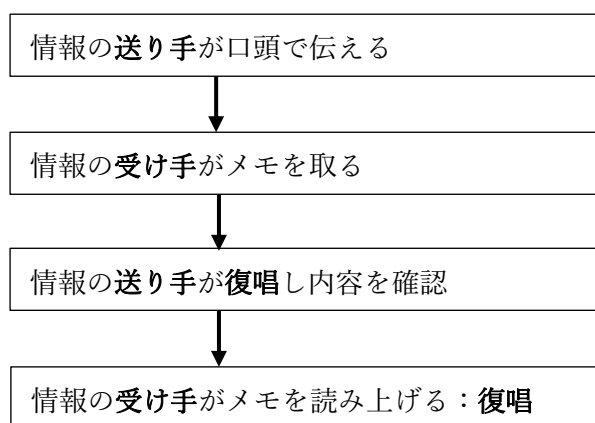 情報の送り手が口頭で伝える
情報の受け手がメモを取る
情報の送り手が復唱し内容を確認
情報の受け手がメモを読み上げる：復唱